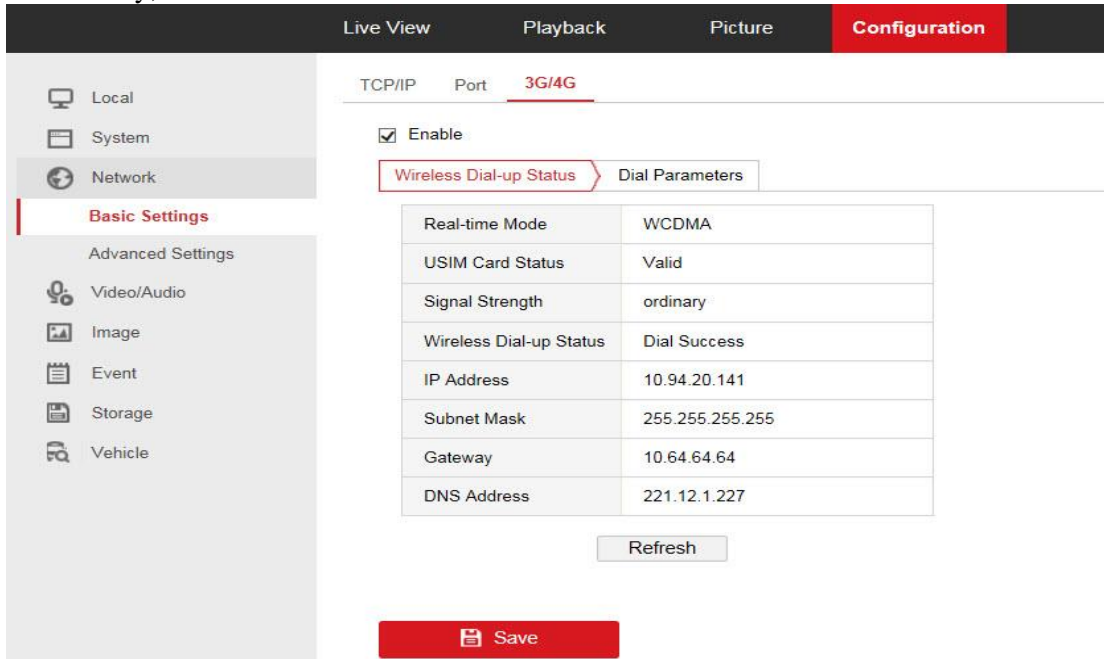 Live View Playback Picture Configuration
Local
System
Network
Basic Settings
Advanced Settings
Video/Audio
Image
Event
Storage
Vehicle
TCP/IP Port 3G/4G
Enable
Wireless Dial-up Status Dial Parameters
Real-time Mode WCDMA
USIM Card Status Valid
Signal Strength ordinary
Wireless Dial-up Status Dial Success
IP Address 10.94.20.141
Subnet Mask 255.255.255.255
Gateway 10.64.64.64
DNS Address 221.12.1.227
Refresh
Save